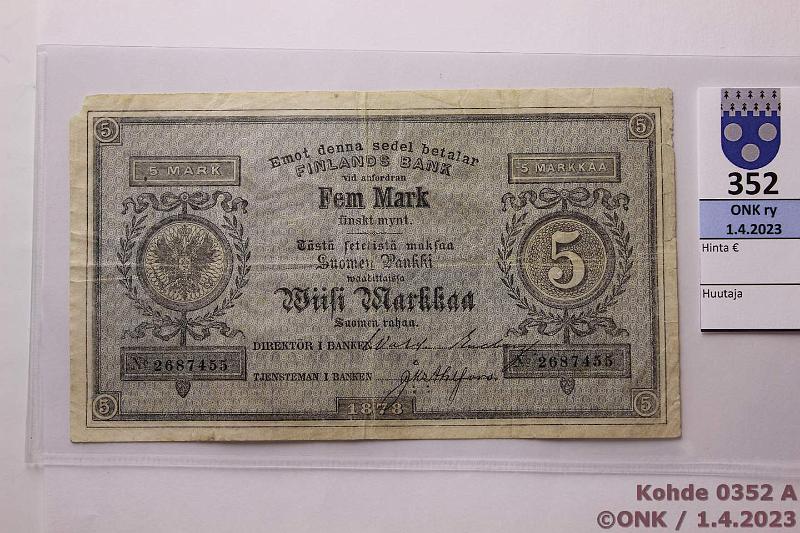 5
5
5 MARK
Emot denna sedel betalar
5 MARKKAA
FINLANDS BANK
vid anfordran
Fem Mark
finskt mynt.
Tästä setelistä maksaa
Suomen Pankki
waadittaissa
Wiisi Markkaa
Suomen rahaa.
5
DIREKTÖR I BANKEN
No 2687455
No 2687455
TJENSTEMAN I BANKEN
5
1878
5
352
ONK ry
1.4.2023
Hinta €
Huutaja
Kohde 0352 A
©ONK / 1.4.2023